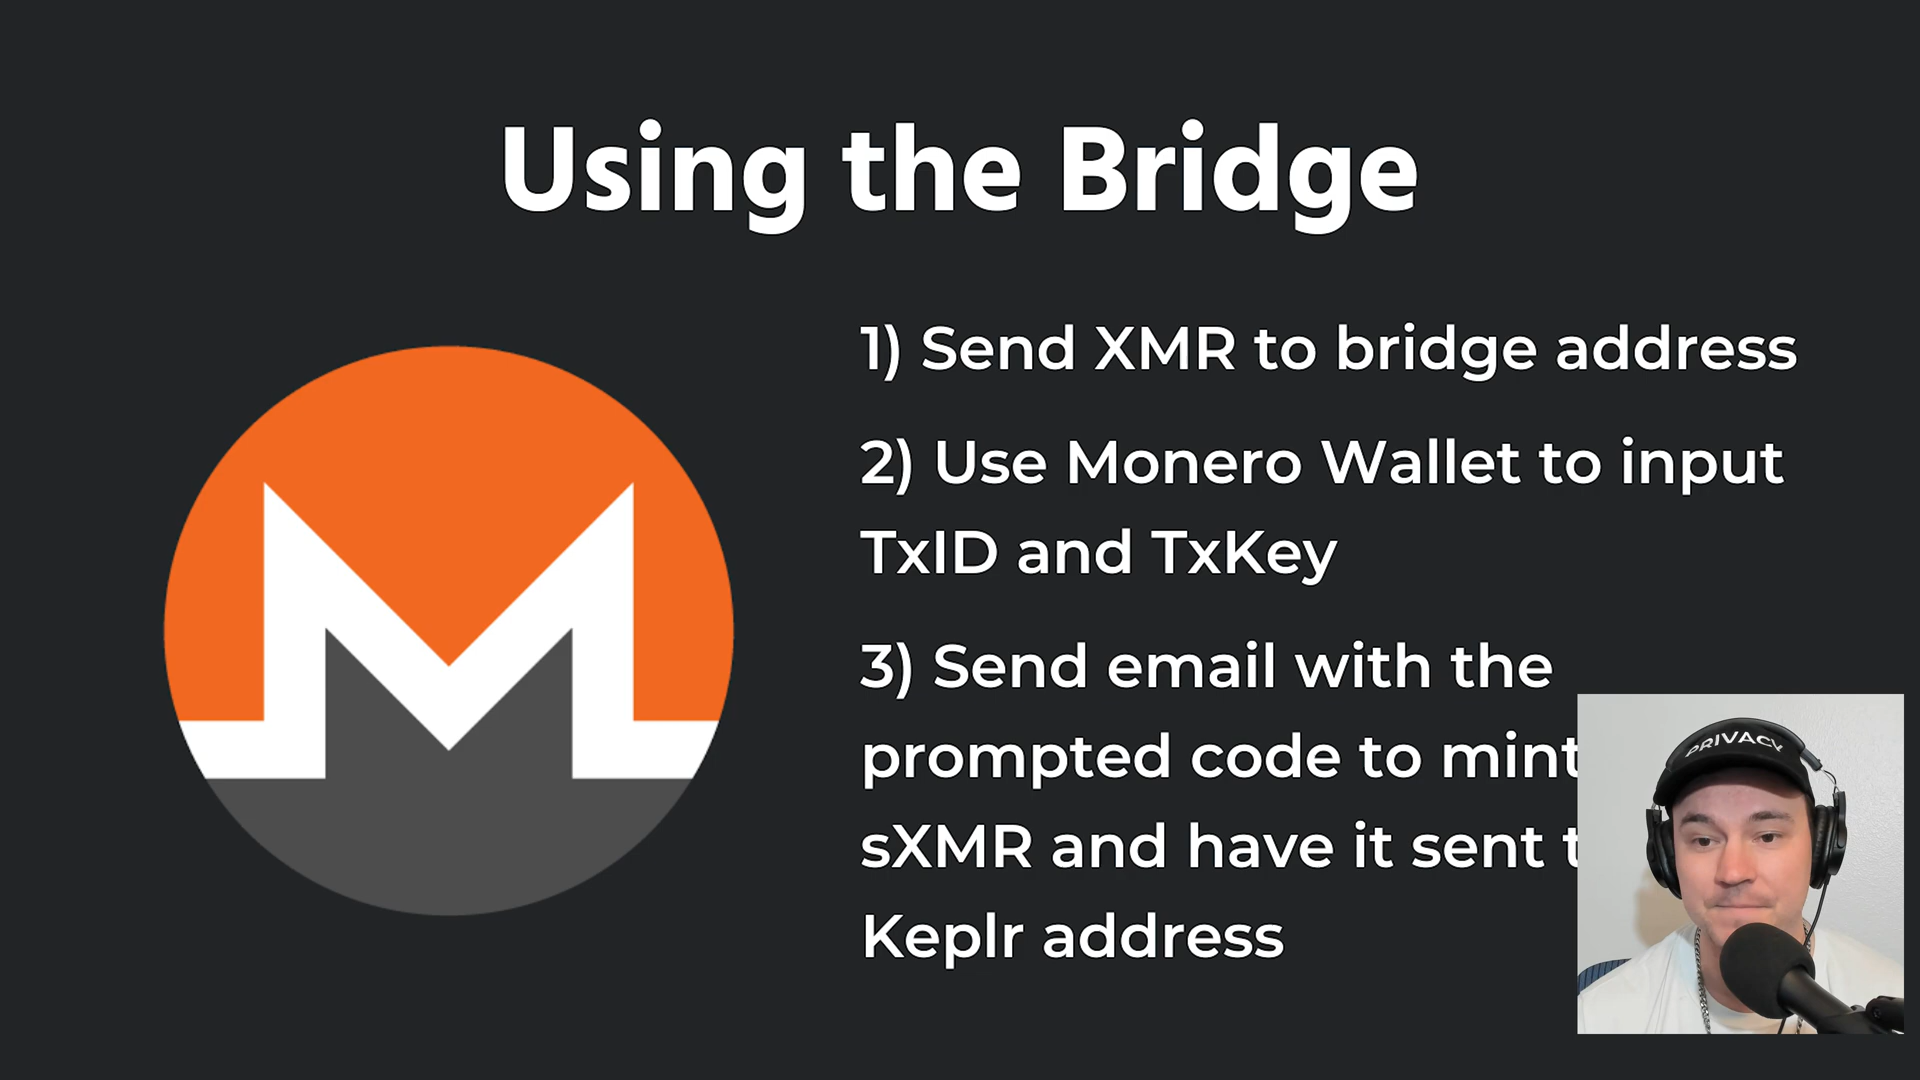 Using the Bridge
1) Send XMR to bridge address
2) Use Monero Wallet to input
TxID and TxKey
3) Send email with the
prompted code to mint
sXMR and have it sent t
Keplr address
PRIVACY